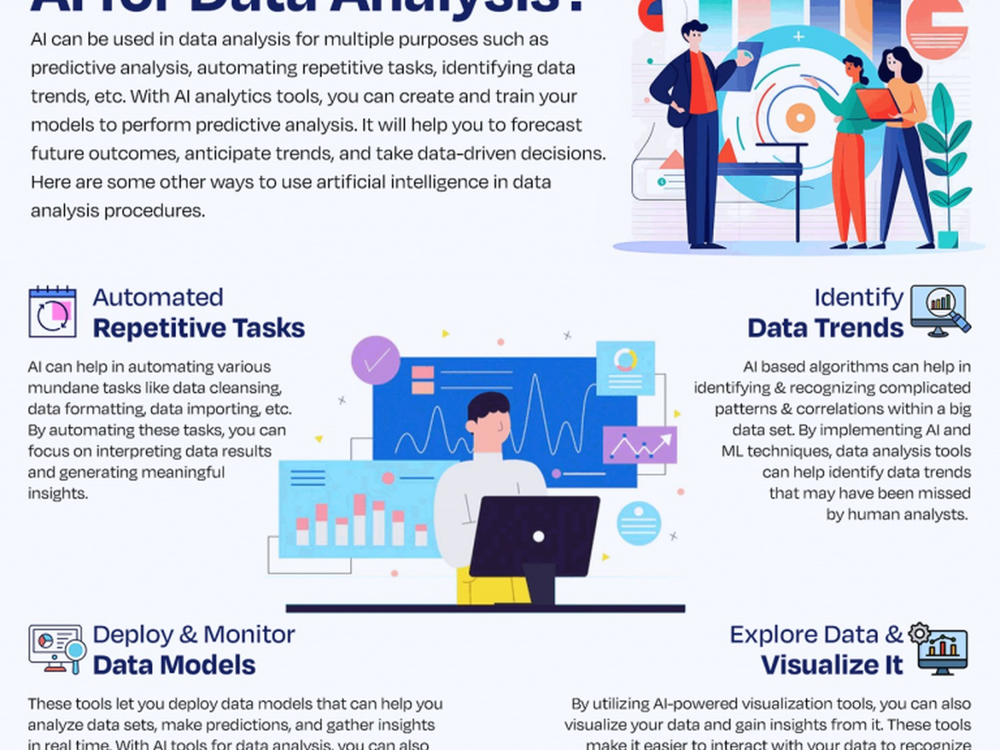 AI for Data Analysis?
AI can be used in data analysis for multiple purposes such as
predictive analysis, automating repetitive tasks, identifying data
trends, etc. With AI analytics tools, you can create and train your
models to perform predictive analysis. It will help you to forecast
future outcomes, anticipate trends, and take data-driven decisions.
Here are some other ways to use artificial intelligence in data
analysis procedures.
Automated
Repetitive Tasks
AI can help in automating various
mundane tasks like data cleansing,
data formatting, data importing, etc.
By automating these tasks, you can
focus on interpreting data results
and generating meaningful
insights.
Identify
Data Trends
AI based algorithms can help in
identifying & recognizing complicated
patterns & correlations within a big
data set. By implementing AI and
ML techniques, data analysis tools
can help identify data trends
that may have been missed
by human analysts.
Deploy & Monitor
Data Models
These tools let you deploy data models that can help you
analyze data sets, make predictions, and gather insights
in real time. With AI tools for data analysis, you can also
Explore Data &
Visualize It
By utilizing AI-powered visualization tools, you can also
visualize your data and gain insights from it. These tools
make it easier to interact with your data to recognize